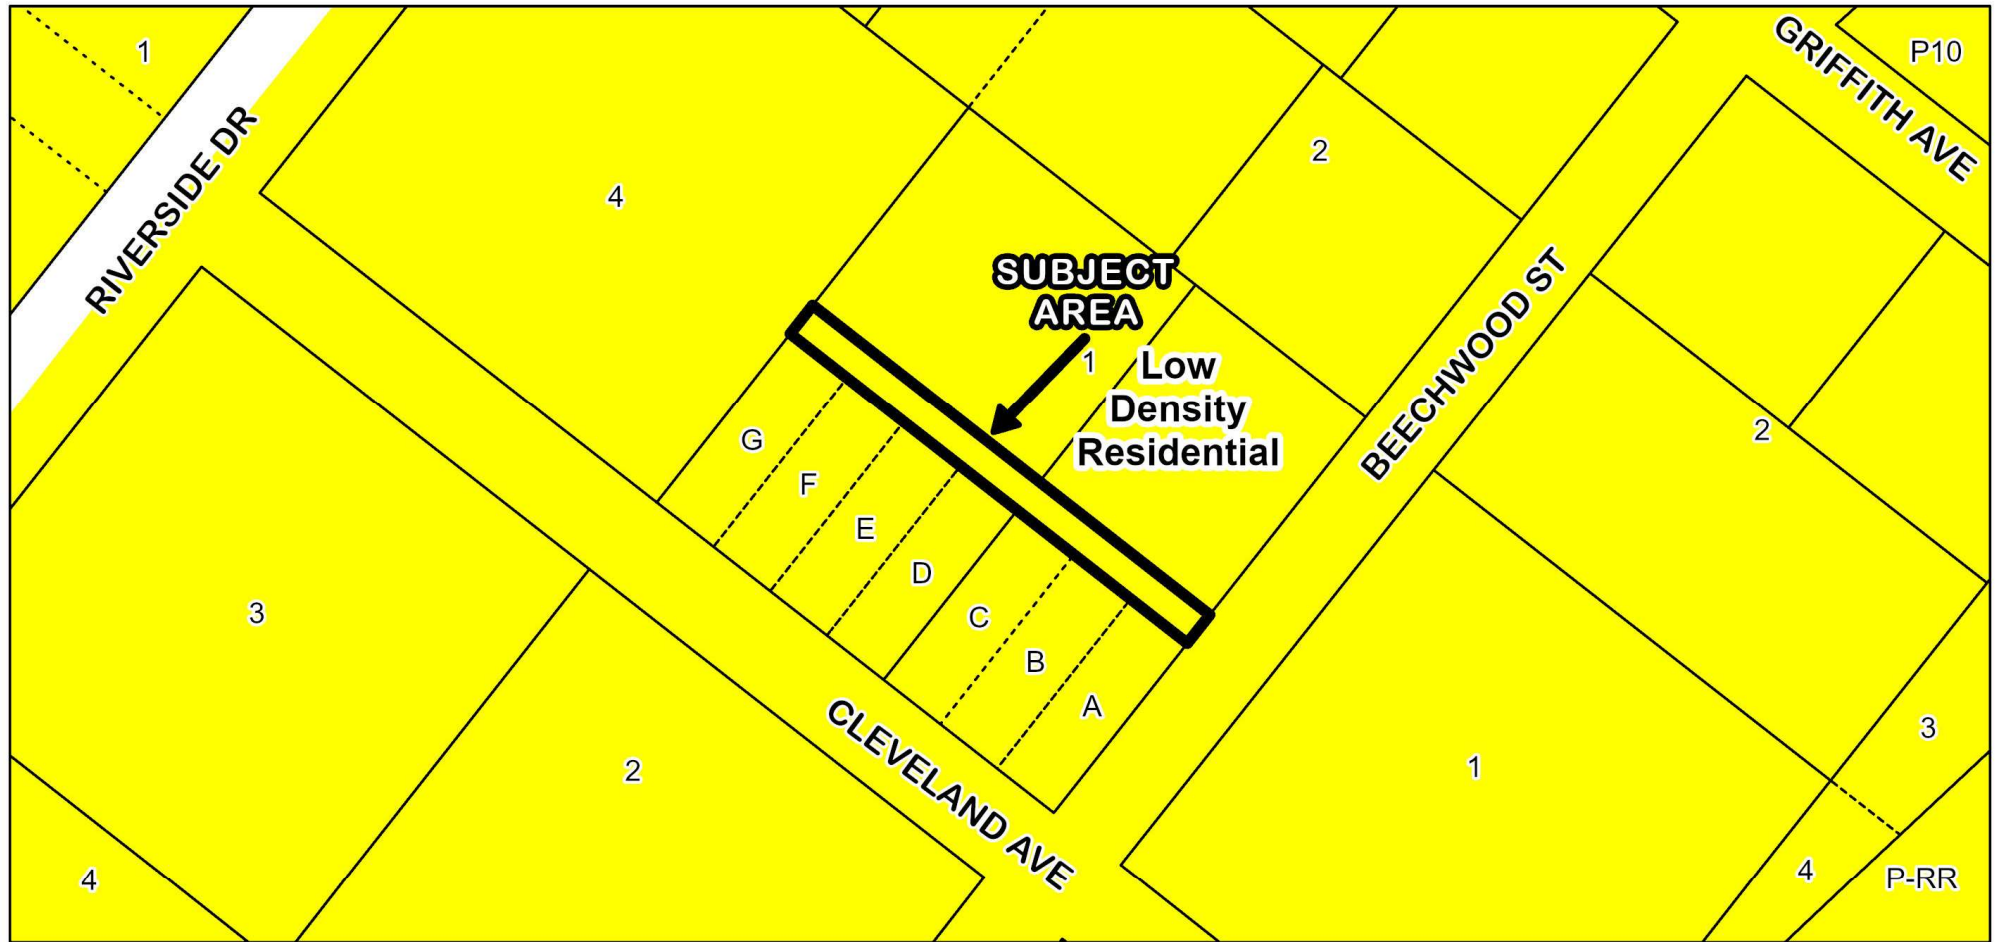 1
P10
GRIFFITH AVE
2
4
RIVERSIDE DR
SUBJECT
AREA
1
Low
Density
Residential
BEECHWOOD ST
2
G
F
E
D
C
B
A
3
2
CLEVELAND AVE
1
3
4
4
P-RR